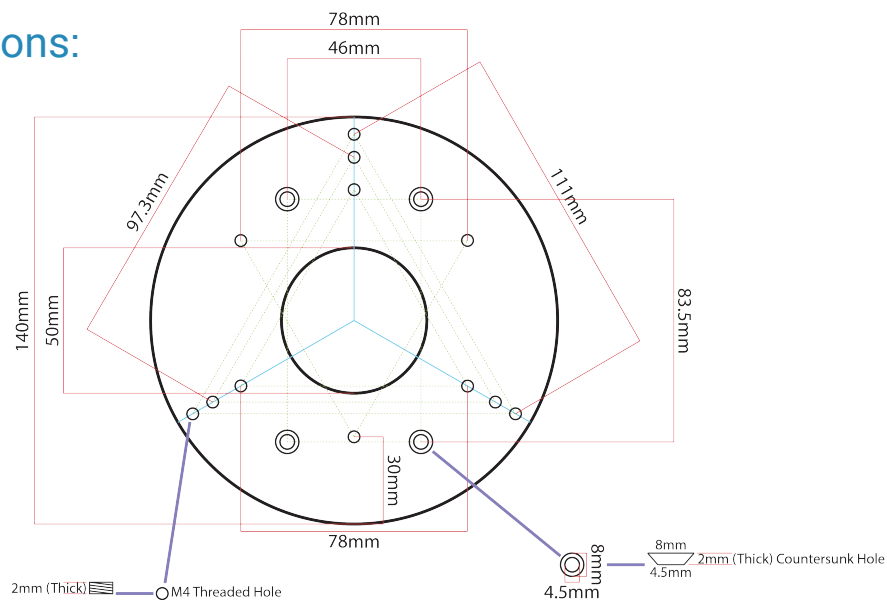 ons:
78mm
46mm
97.3mm
111mm
140mm
50mm
83.5mm
30mm
78mm
2mm (Thick)
M4 Threaded Hole
8mm
4.5mm
8mm
4.5mm
2mm (Thick) Countersunk Hole